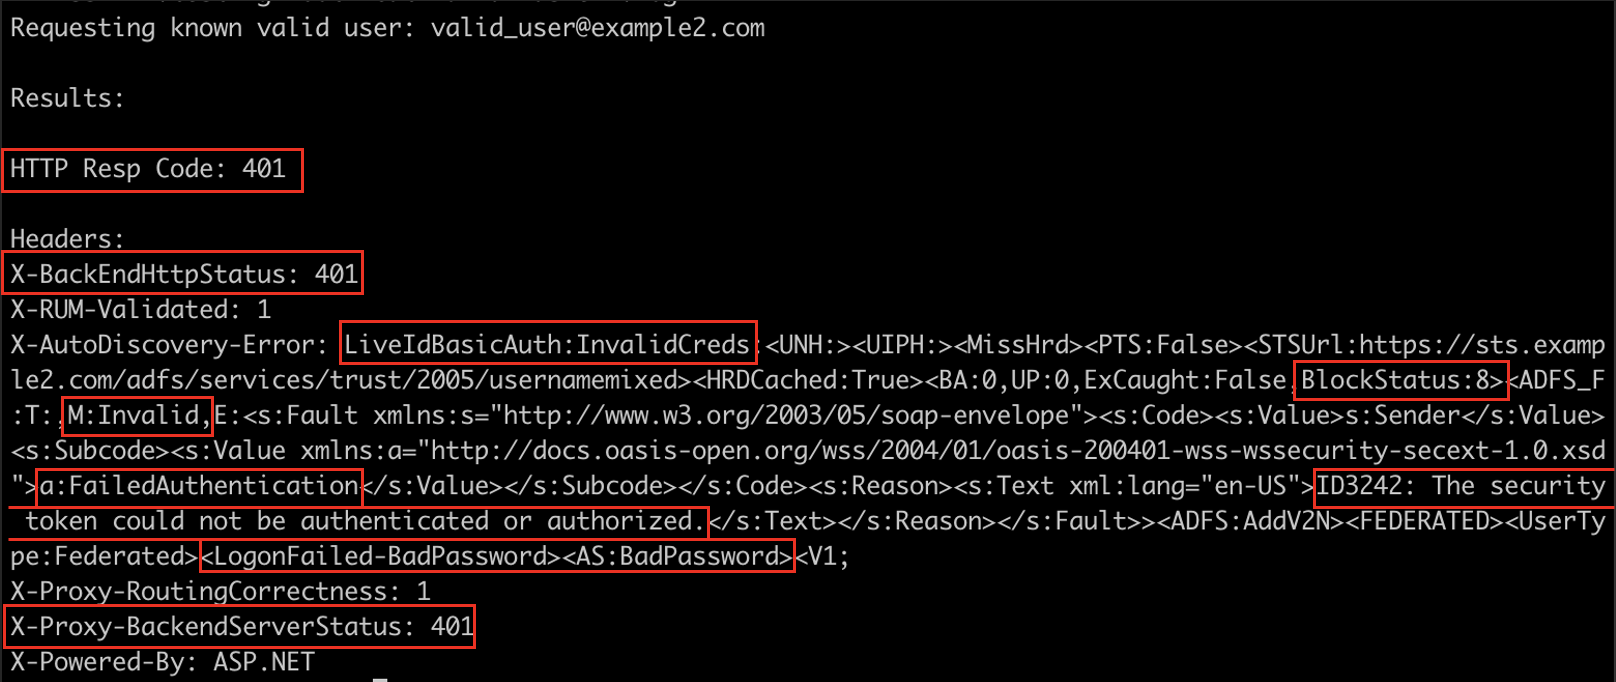 Requesting known valid user: valid_user@example2.com
Results:
HTTP Resp Code: 401
Headers:
X-BackEndHttpStatus: 401
X-RUM-Validated: 1
X-AutoDiscovery-Error: LiveIdBasicAuth:InvalidCreds:<UNH:><UIPH:><MissHrd><PTS:False><STSUrl:https://sts.examp
le2.com/adfs/services/trust/2005/usernamemixed><HRDCached:True><BA:0,UP:0,ExCaught:False,BlockStatus:8><ADFS_F
:T:,M:Invalid,E:<s:Fault xmlns:s="http://www.w3.org/2003/05/soap-envelope"><s:Code><s:Value>s:Sender</s:Value>
<s:Subcode><s:Value xmlns:a="http://docs.oasis-open.org/wss/2004/01/oasis-200401-wss-wssecurity-secext-1.0.xsd
">a:FailedAuthentication</s:Value></s:Subcode></s:Code><s:Reason><s:Text xml:lang="en-US">ID3242: The security
token could not be authenticated or authorized.</s:Text></s:Reason></s:Fault>><ADFS:AddV2N><FEDERATED><UserTy
pe:Federated><LogonFailed-BadPassword><AS:BadPassword><V1;
X-Proxy-RoutingCorrectness: 1
X-Proxy-BackendServerStatus: 401
X-Powered-By: ASP.NET